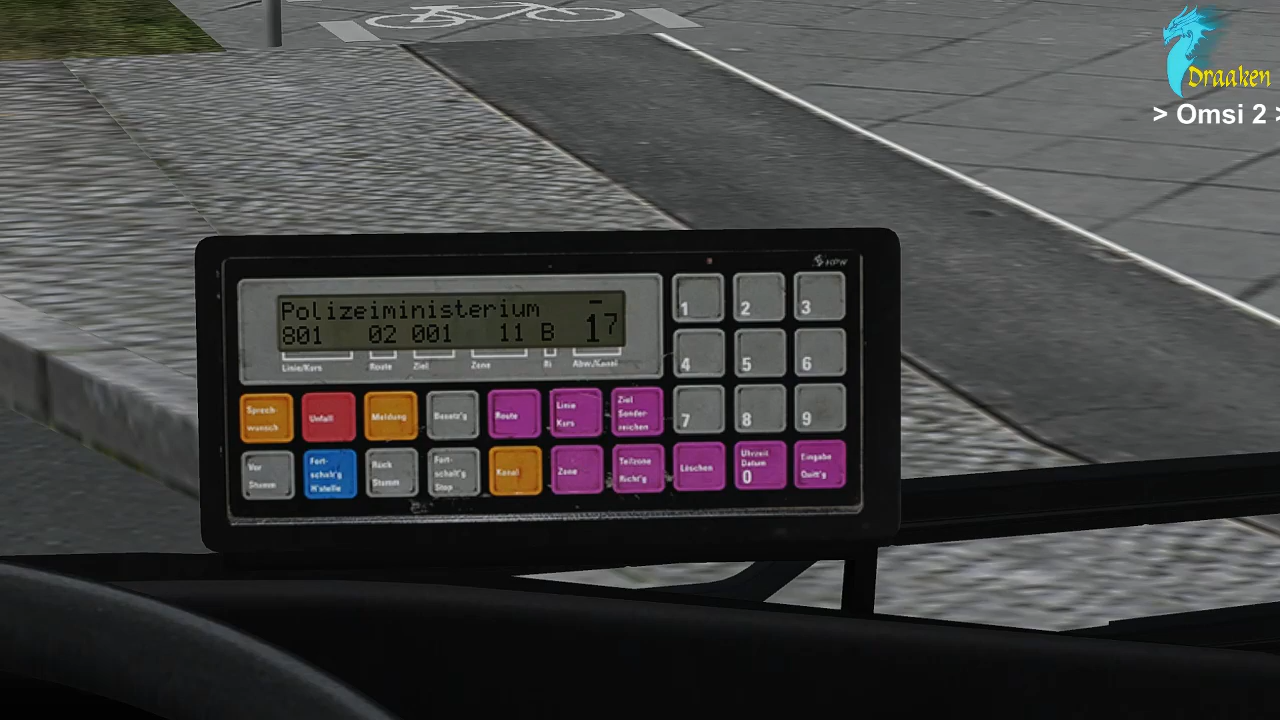 Draaken
> Omsi 2 >
Polizeiministerium
801 02 001 11 B
-
17
Linie/Kurs Route Ziel Zone Ri Abw/Kanal
1 2 3
4 5 6
7 8 9
Sprech-
wunsch
Unfall
Meldung
Besetz'g
Route
Linie
Kurs
Ziel
Sonder-
zeichen
Vor
Stamm
Fort-
schalt'g
H'stelle
Rück
Stamm
Fort-
schalt'g
Stop
Kanal
Zone
Teilzone
Richt'g
Löschen
Uhrzeit
Datum
0
Eingabe
Quitt'g